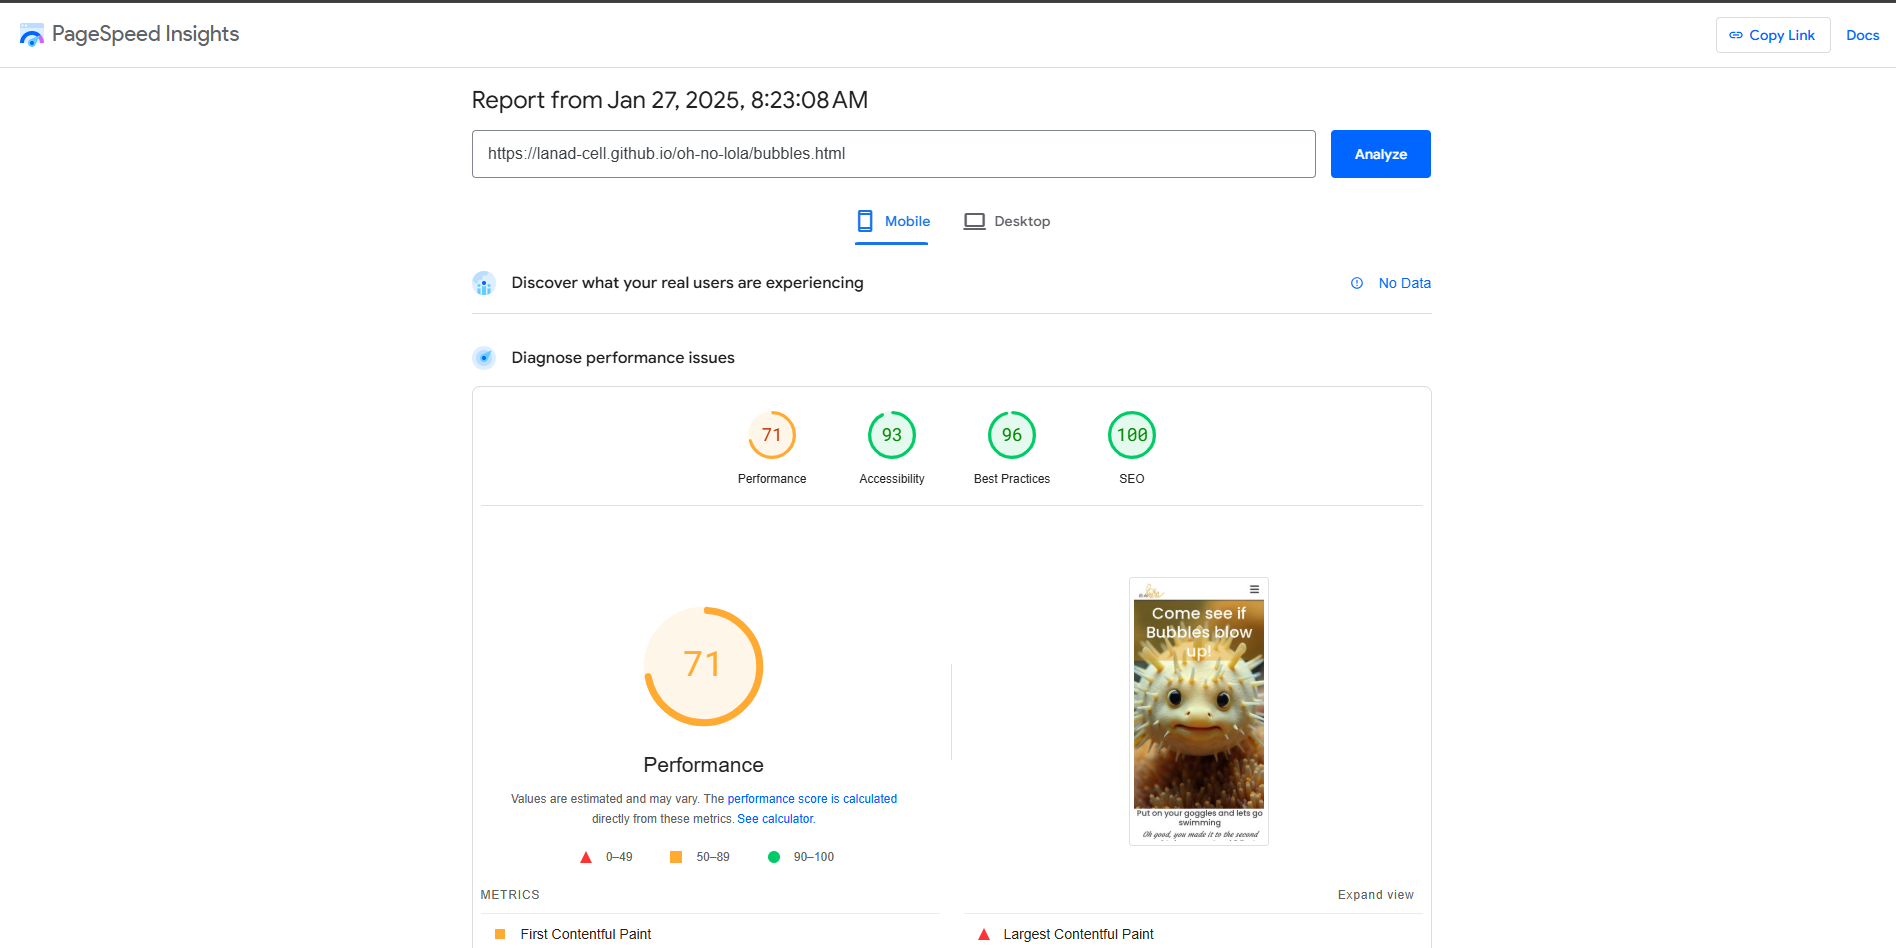 PageSpeed Insights
Copy Link
Docs
Report from Jan 27, 2025, 8:23:08 AM
https://lanad-cell.github.io/oh-no-lola/bubbles.html
Analyze
Mobile
Desktop
Discover what your real users are experiencing
No Data
Diagnose performance issues
71
93
96
100
Performance
Accessibility
Best Practices
SEO
Come see if
Bubbles blow
up!
Put on your goggles and lets go
swimming
Oh good, you made it to the second
71
Performance
Values are estimated and may vary. The performance score is calculated
directly from these metrics. See calculator.
0–49
50–89
90–100
METRICS
Expand view
First Contentful Paint
Largest Contentful Paint